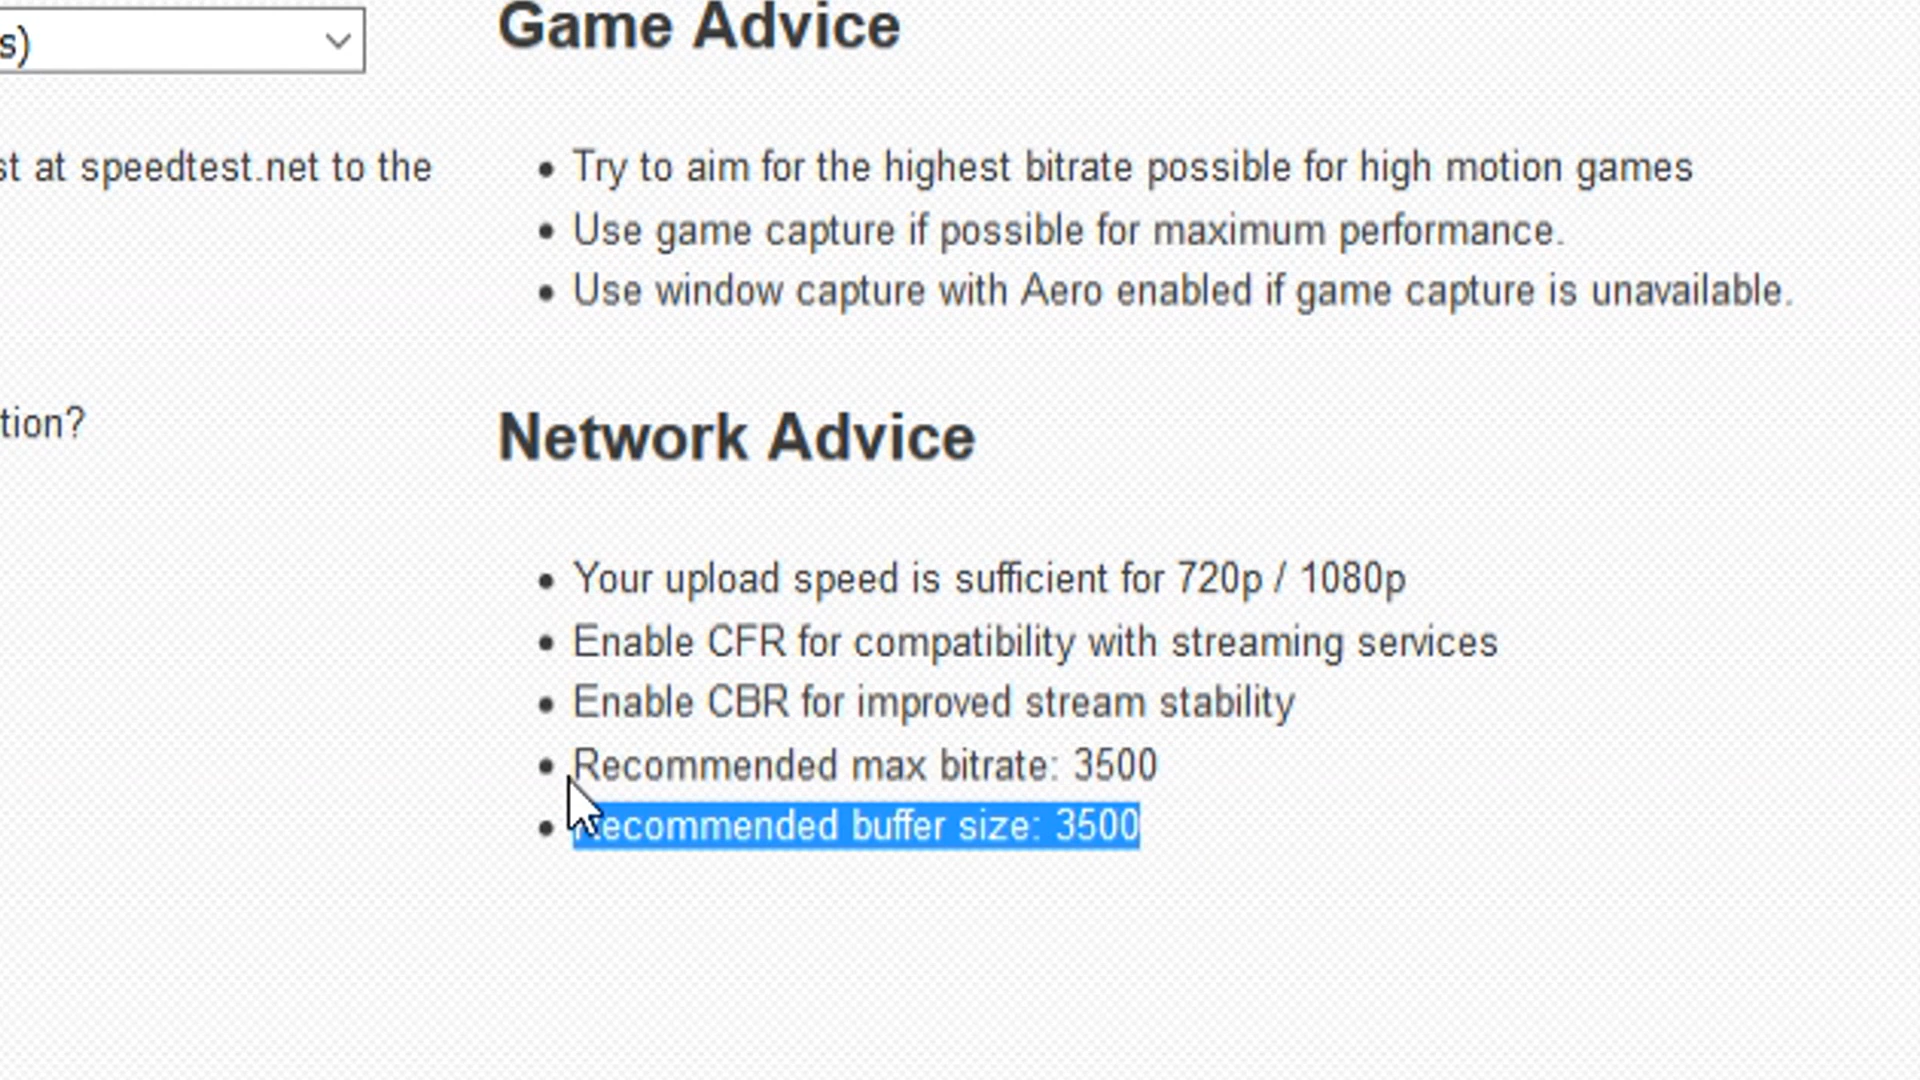 s)
st at speedtest.net to the
tion?
Game Advice
Try to aim for the highest bitrate possible for high motion games
Use game capture if possible for maximum performance.
Use window capture with Aero enabled if game capture is unavailable.
Network Advice
Your upload speed is sufficient for 720p / 1080p
Enable CFR for compatibility with streaming services
Enable CBR for improved stream stability
Recommended max bitrate: 3500
Recommended buffer size: 3500